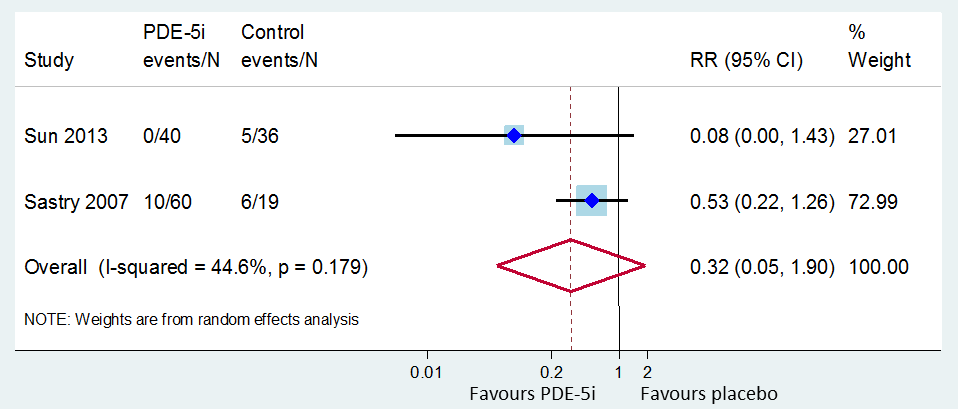 PDE-5i Control %
Study events/N events/N RR (95% CI) Weight
Sun 2013 0/40 5/36 0.08 (0.00, 1.43) 27.01
Sastry 2007 10/60 6/19 0.53 (0.22, 1.26) 72.99
Overall (I-squared = 44.6%, p = 0.179) 0.32 (0.05, 1.90) 100.00
NOTE: Weights are from random effects analysis
0.01 0.2 1 2
Favours PDE-5i Favours placebo